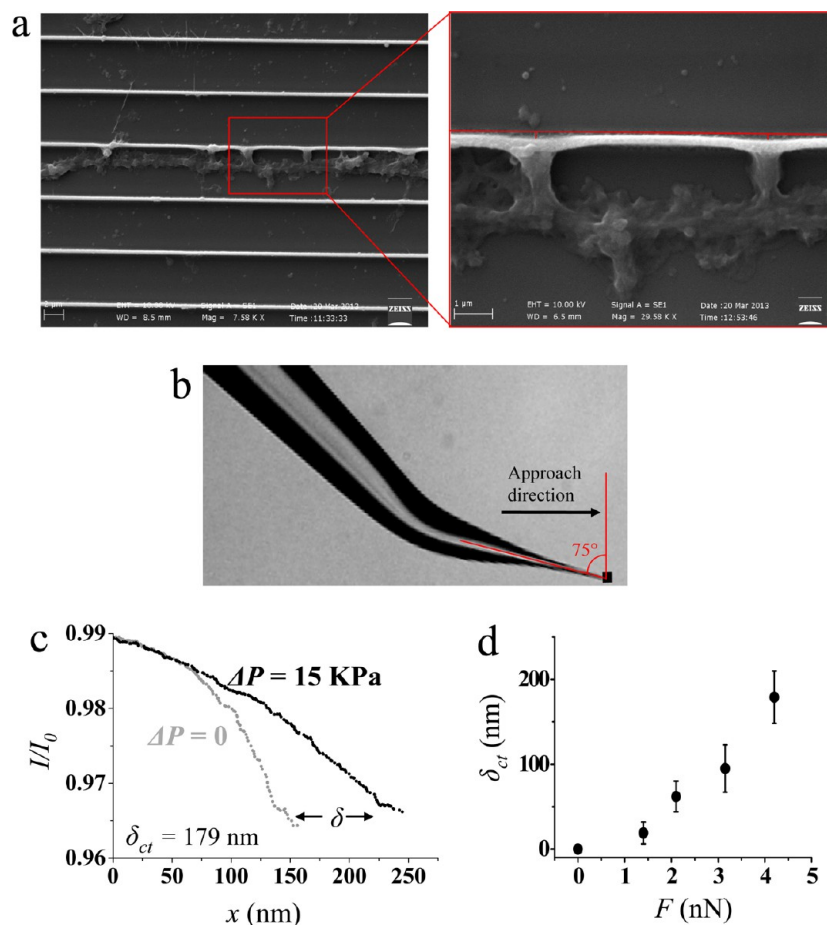 a
2 µm
EHT = 10.00 kV Signal A = SE1 Date :20 Mar 2013
WD = 8.5 mm Mag = 7.58 K X Time :11:33:33
ZEISS
1 µm
EHT = 10.00 kV Signal A = SE1 Date :20 Mar 2013
WD = 6.5 mm Mag = 29.58 K X Time :12:53:46
ZEISS
b
Approach
direction
75°
c
0.99
0.98
0.97
0.96
I/I₀
ΔP = 15 KPa
ΔP = 0
δ
δct = 179 nm
0 50 100 150 200 250
x (nm)
d
200
100
0
δct (nm)
0 1 2 3 4 5
F (nN)